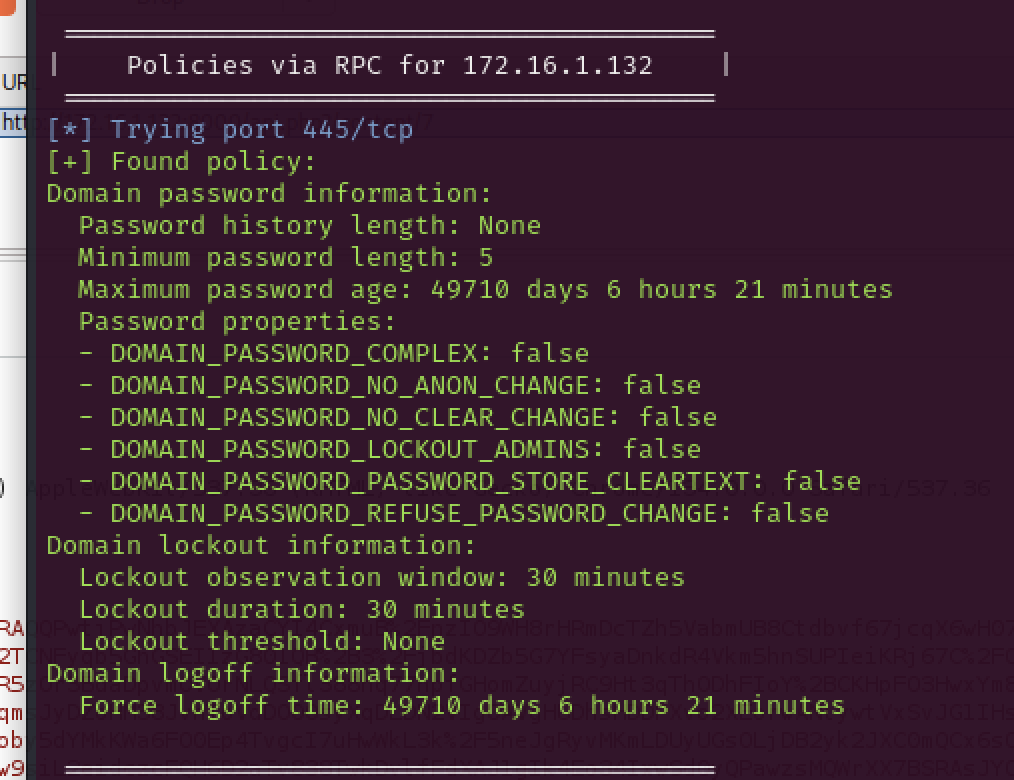 Policies via RPC for 172.16.1.132
[*] Trying port 445/tcp
[+] Found policy:
Domain password information:
  Password history length: None
  Minimum password length: 5
  Maximum password age: 49710 days 6 hours 21 minutes
  Password properties:
  - DOMAIN_PASSWORD_COMPLEX: false
  - DOMAIN_PASSWORD_NO_ANON_CHANGE: false
  - DOMAIN_PASSWORD_NO_CLEAR_CHANGE: false
  - DOMAIN_PASSWORD_LOCKOUT_ADMINS: false
  - DOMAIN_PASSWORD_PASSWORD_STORE_CLEARTEXT: false
  - DOMAIN_PASSWORD_REFUSE_PASSWORD_CHANGE: false
Domain lockout information:
  Lockout observation window: 30 minutes
  Lockout duration: 30 minutes
  Lockout threshold: None
Domain logoff information:
  Force logoff time: 49710 days 6 hours 21 minutes